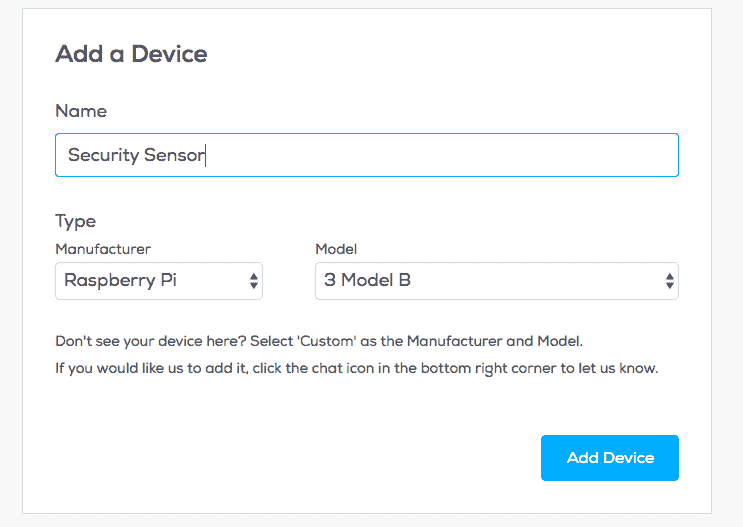 Add a Device
Name
Security Sensor
Type
Manufacturer Model
Raspberry Pi 3 Model B
Don't see your device here? Select 'Custom' as the Manufacturer and Model.
If you would like us to add it, click the chat icon in the bottom right corner to let us know.
Add Device